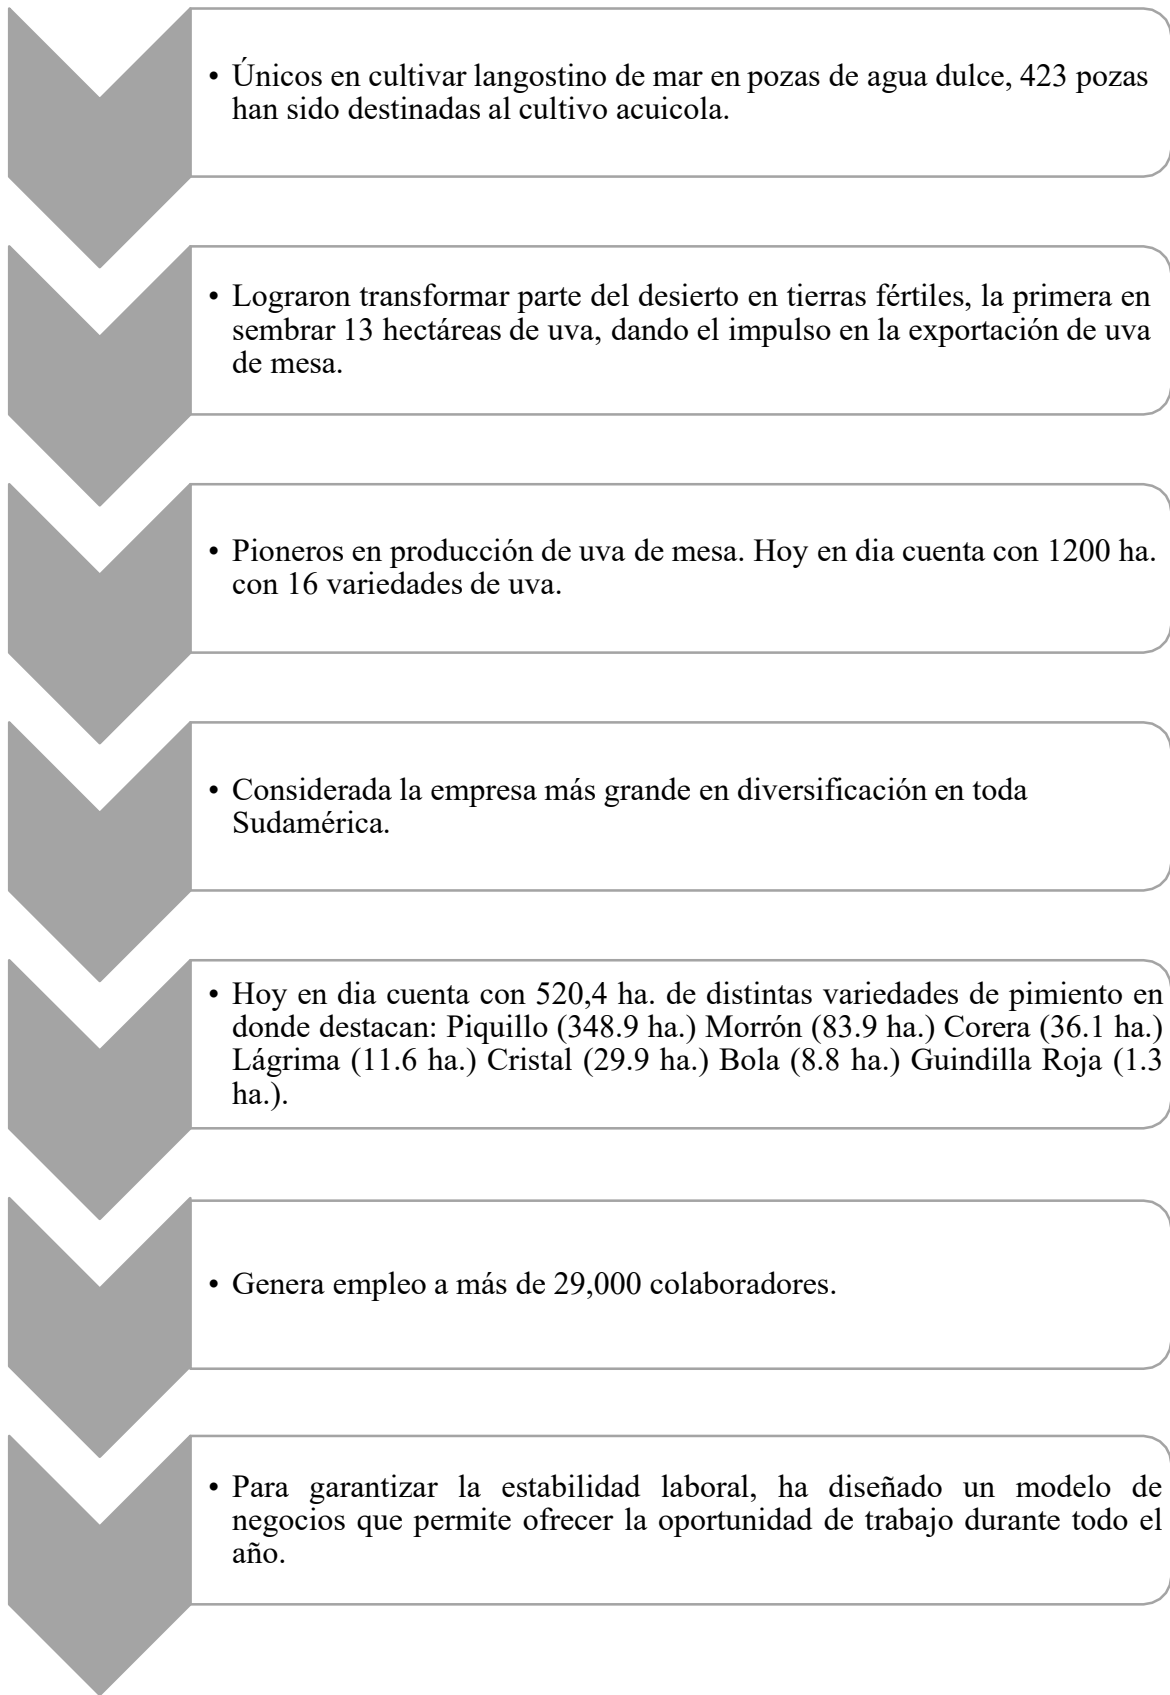 • Únicos en cultivar langostino de mar en pozas de agua dulce, 423 pozas
han sido destinadas al cultivo acuicola.
• Lograron transformar parte del desierto en tierras fértiles, la primera en
sembrar 13 hectáreas de uva, dando el impulso en la exportación de uva
de mesa.
• Pioneros en producción de uva de mesa. Hoy en dia cuenta con 1200 ha.
con 16 variedades de uva.
• Considerada la empresa más grande en diversificación en toda
Sudamérica.
• Hoy en dia cuenta con 520,4 ha. de distintas variedades de pimiento en
donde destacan: Piquillo (348.9 ha.) Morrón (83.9 ha.) Corera (36.1 ha.)
Lágrima (11.6 ha.) Cristal (29.9 ha.) Bola (8.8 ha.) Guindilla Roja (1.3
ha.).
• Genera empleo a más de 29,000 colaboradores.
• Para garantizar la estabilidad laboral, ha diseñado un modelo de
negocios que permite ofrecer la oportunidad de trabajo durante todo el
año.